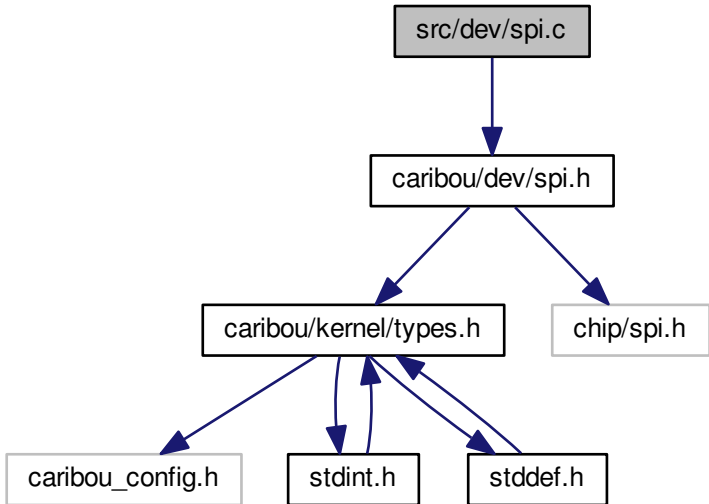 src/dev/spi.c
caribou/dev/spi.h
caribou/kernel/types.h
chip/spi.h
caribou_config.h
stdint.h
stddef.h